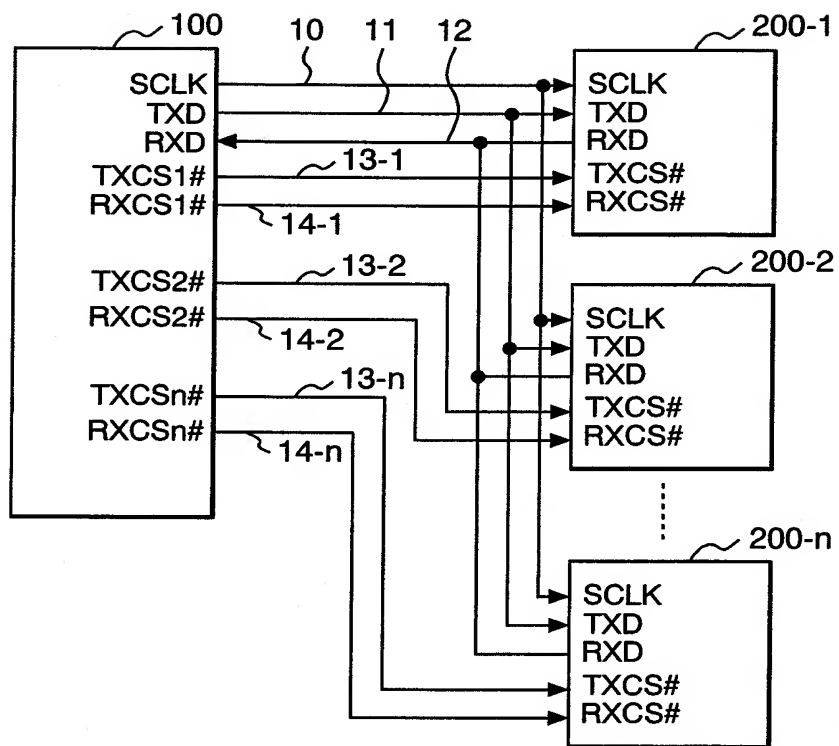 100
10
11
12
200-1
SCLK
TXD
RXD
TXCS1#
RXCS1#
13-1
14-1
SCLK
TXD
RXD
TXCS#
RXCS#
TXCS2#
RXCS2#
13-2
14-2
200-2
SCLK
TXD
RXD
TXCS#
RXCS#
TXCSn#
RXCSn#
13-n
14-n
200-n
SCLK
TXD
RXD
TXCS#
RXCS#